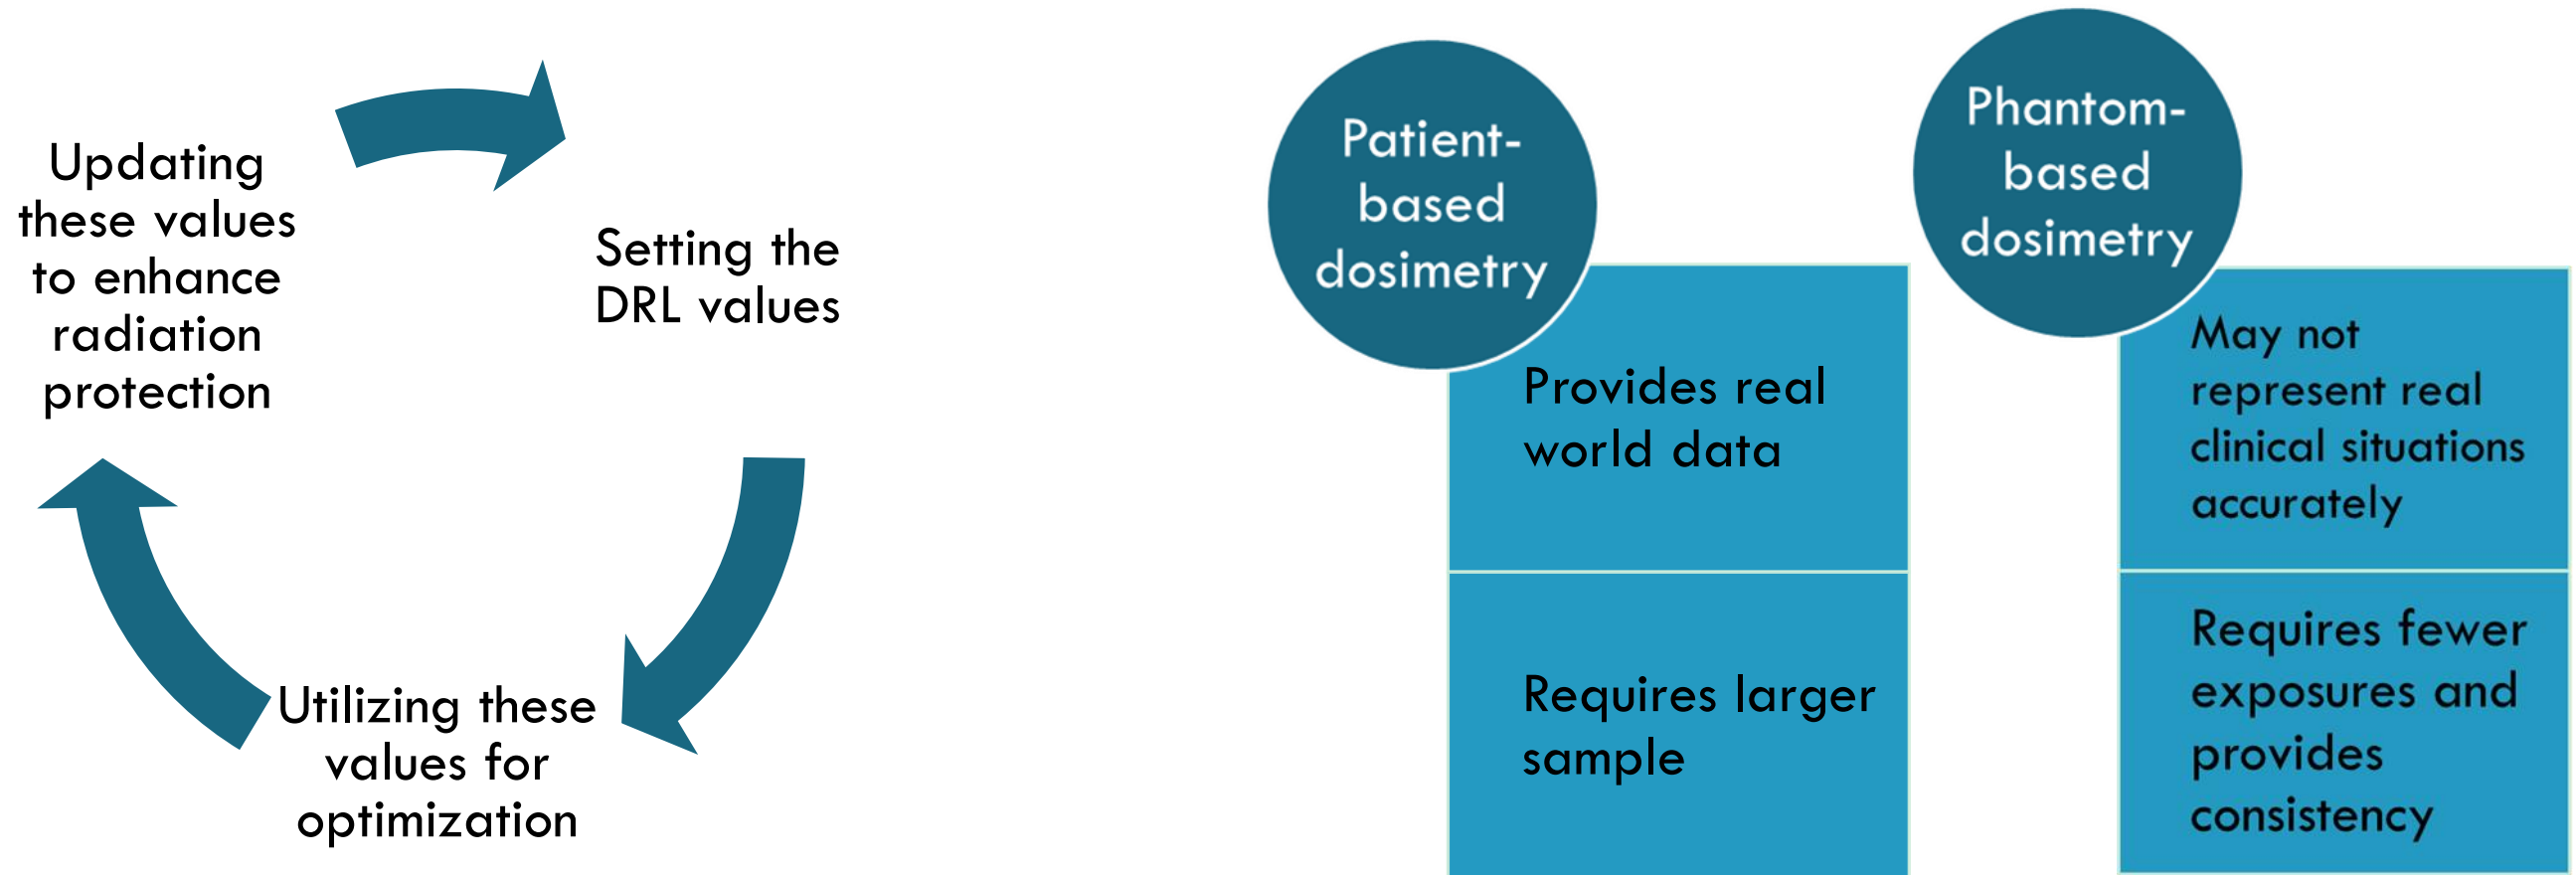 Updating
these values
to enhance
radiation
protection
Setting the
DRL values
Utilizing these
values for
optimization
Patient-
based
dosimetry
Provides real
world data
Requires larger
sample
Phantom-
based
dosimetry
May not
represent real
clinical situations
accurately
Requires fewer
exposures and
provides
consistency